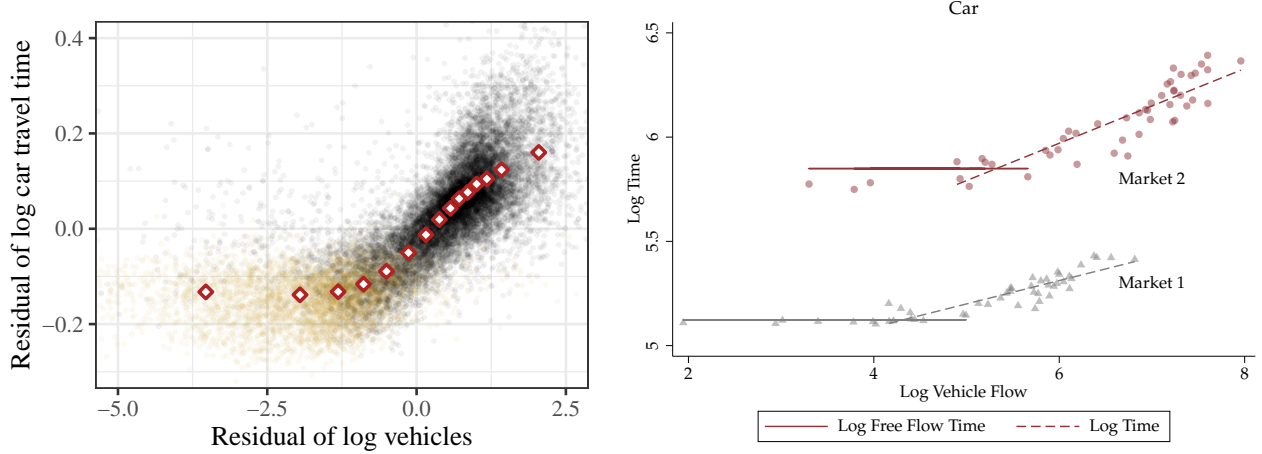 Residual of log car travel time
0.4
0.2
0.0
−0.2
−5.0
−2.5
0.0
2.5
Residual of log vehicles
Car
Log Time
6.5
6
5.5
5
Market 2
Market 1
2
4
6
8
Log Vehicle Flow
Log Free Flow Time
Log Time